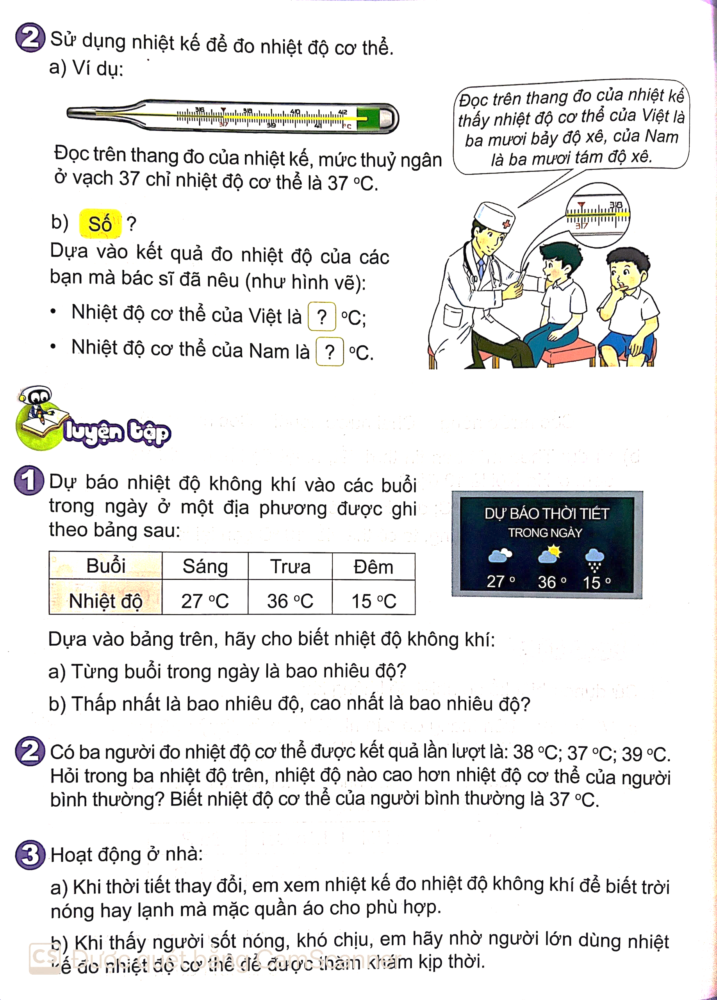 2 Sử dụng nhiệt kế để đo nhiệt độ cơ thể.
a) Ví dụ:
36 38 40 42
37 39 41 °C
Đọc trên thang đo của nhiệt kế, mức thuỷ ngân
ở vạch 37 chỉ nhiệt độ cơ thể là 37 °C.
Đọc trên thang đo của nhiệt kế
thấy nhiệt độ cơ thể của Việt là
ba mươi bảy độ xê, của Nam
là ba mươi tám độ xê.
38
37
b) Số ?
Dựa vào kết quả đo nhiệt độ của các
bạn mà bác sĩ đã nêu (như hình vẽ):
• Nhiệt độ cơ thể của Việt là ? °C;
• Nhiệt độ cơ thể của Nam là ? °C.
luyện tập
1 Dự báo nhiệt độ không khí vào các buổi
trong ngày ở một địa phương được ghi
theo bảng sau:
Buổi Sáng Trưa Đêm
Nhiệt độ 27 °C 36 °C 15 °C
DỰ BÁO THỜI TIẾT
TRONG NGÀY
27 ° 36 ° 15 °
Dựa vào bảng trên, hãy cho biết nhiệt độ không khí:
a) Từng buổi trong ngày là bao nhiêu độ?
b) Thấp nhất là bao nhiêu độ, cao nhất là bao nhiêu độ?
2 Có ba người đo nhiệt độ cơ thể được kết quả lần lượt là: 38 °C; 37 °C; 39 °C.
Hỏi trong ba nhiệt độ trên, nhiệt độ nào cao hơn nhiệt độ cơ thể của người
bình thường? Biết nhiệt độ cơ thể của người bình thường là 37 °C.
3 Hoạt động ở nhà:
a) Khi thời tiết thay đổi, em xem nhiệt kế đo nhiệt độ không khí để biết trời
nóng hay lạnh mà mặc quần áo cho phù hợp.
b) Khi thấy người sốt nóng, khó chịu, em hãy nhờ người lớn dùng nhiệt
kế đo nhiệt độ cơ thể để được thăm khám kịp thời.
CS Được quét bằng CamScanner